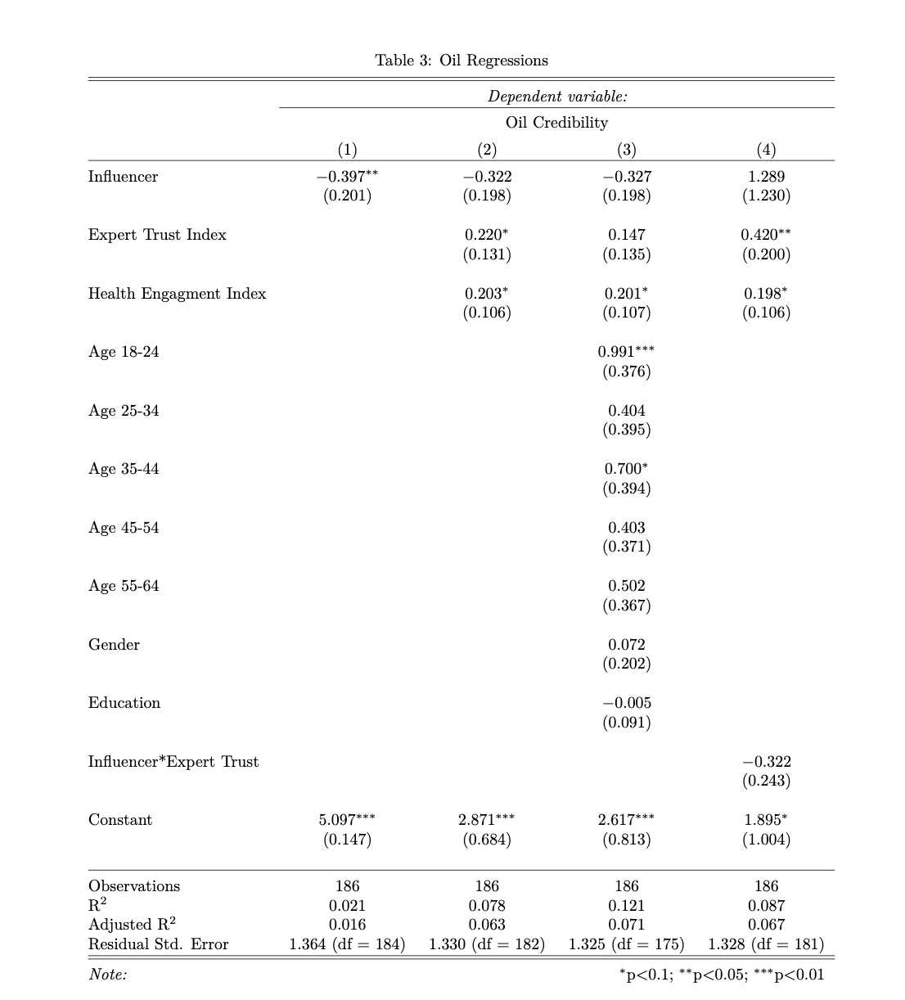 Table 3: Oil Regressions
Dependent variable:
Oil Credibility
(1) (2) (3) (4)
Influencer −0.397** −0.322 −0.327 1.289
(0.201) (0.198) (0.198) (1.230)
Expert Trust Index 0.220* 0.147 0.420**
(0.131) (0.135) (0.200)
Health Engagment Index 0.203* 0.201* 0.198*
(0.106) (0.107) (0.106)
Age 18-24 0.991***
(0.376)
Age 25-34 0.404
(0.395)
Age 35-44 0.700*
(0.394)
Age 45-54 0.403
(0.371)
Age 55-64 0.502
(0.367)
Gender 0.072
(0.202)
Education −0.005
(0.091)
Influencer*Expert Trust −0.322
(0.243)
Constant 5.097*** 2.871*** 2.617*** 1.895*
(0.147) (0.684) (0.813) (1.004)
Observations 186 186 186 186
R² 0.021 0.078 0.121 0.087
Adjusted R² 0.016 0.063 0.071 0.067
Residual Std. Error 1.364 (df = 184) 1.330 (df = 182) 1.325 (df = 175) 1.328 (df = 181)
Note: *p<0.1; **p<0.05; ***p<0.01